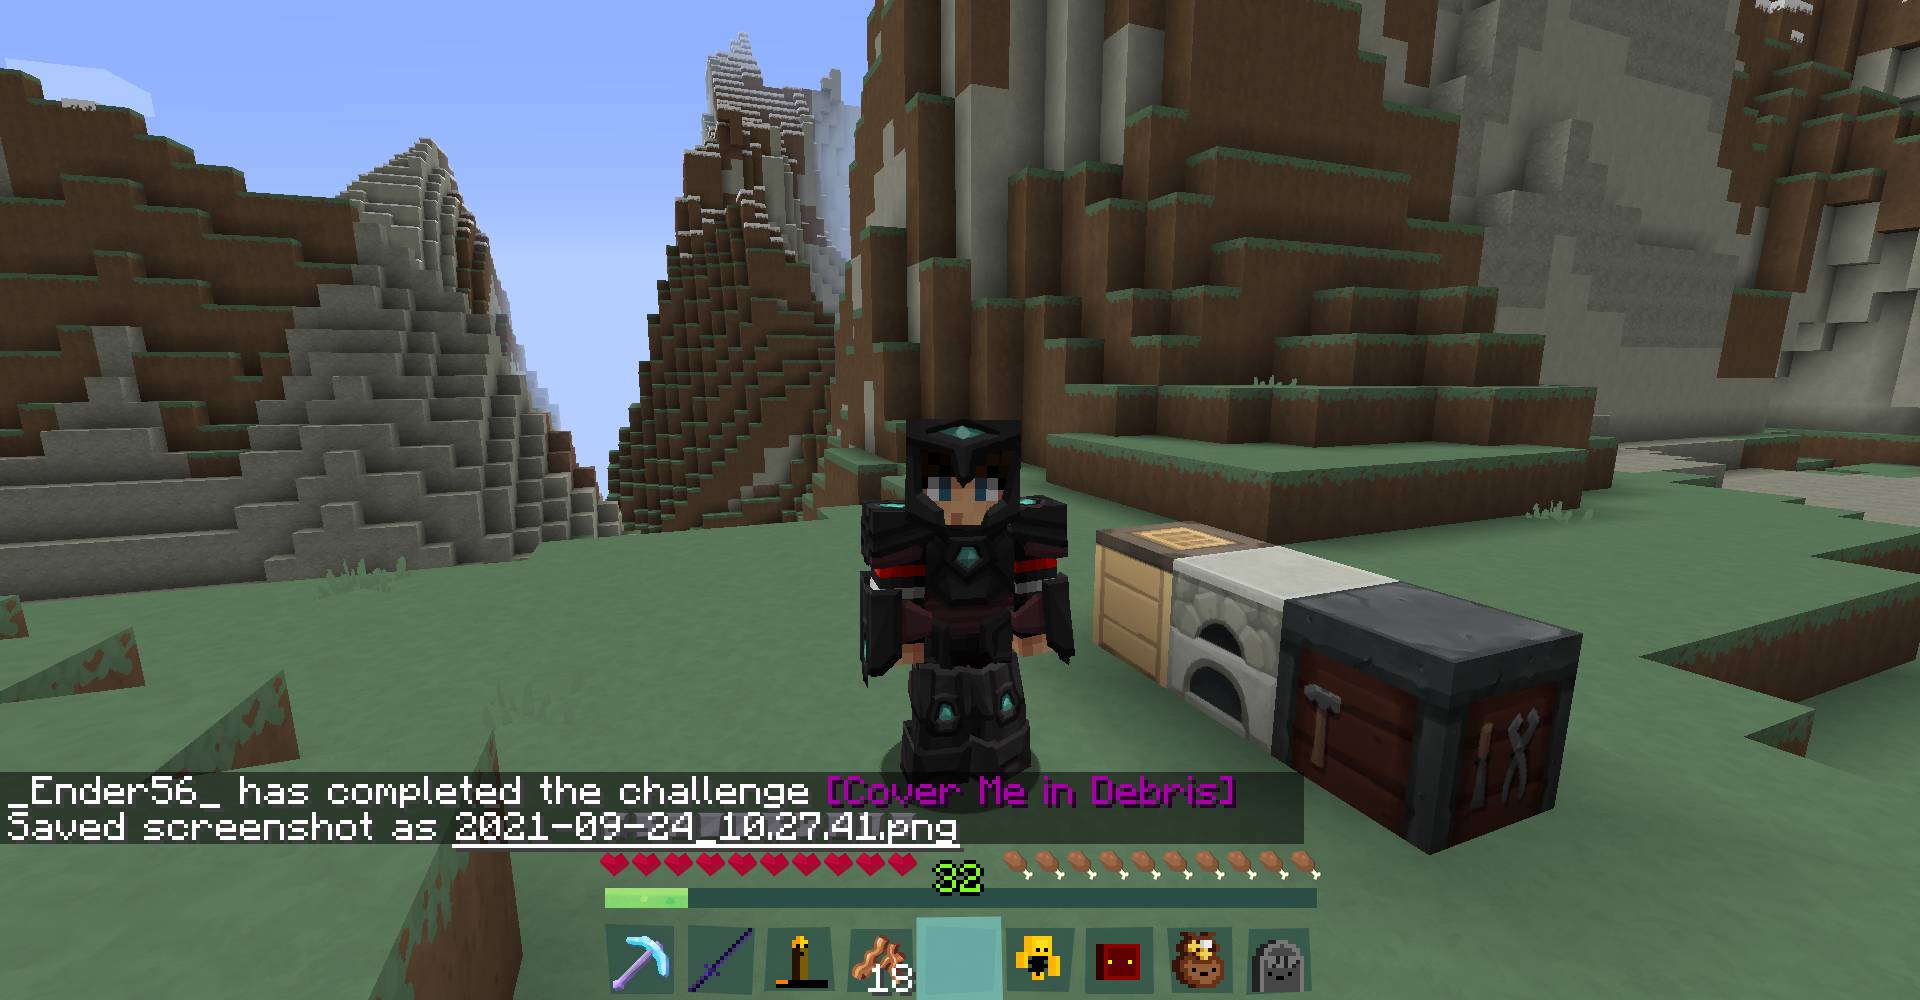 _Ender56_ has completed the challenge [Cover Me in Debris]
Saved screenshot as 2021-09-24_10.27.41.png
32
18